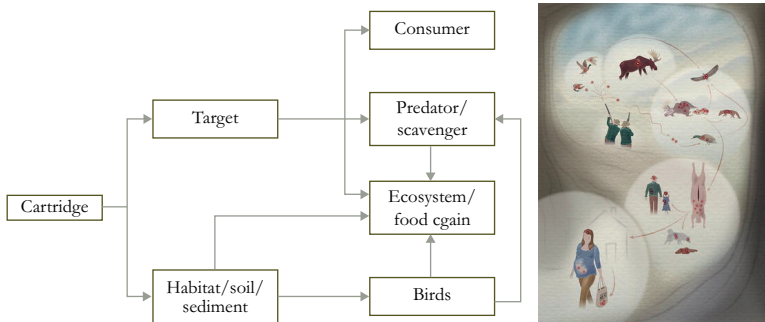 Consumer
Target
Predator/
scavenger
Cartridge
Ecosystem/
food cgain
Habitat/soil/
sediment
Birds